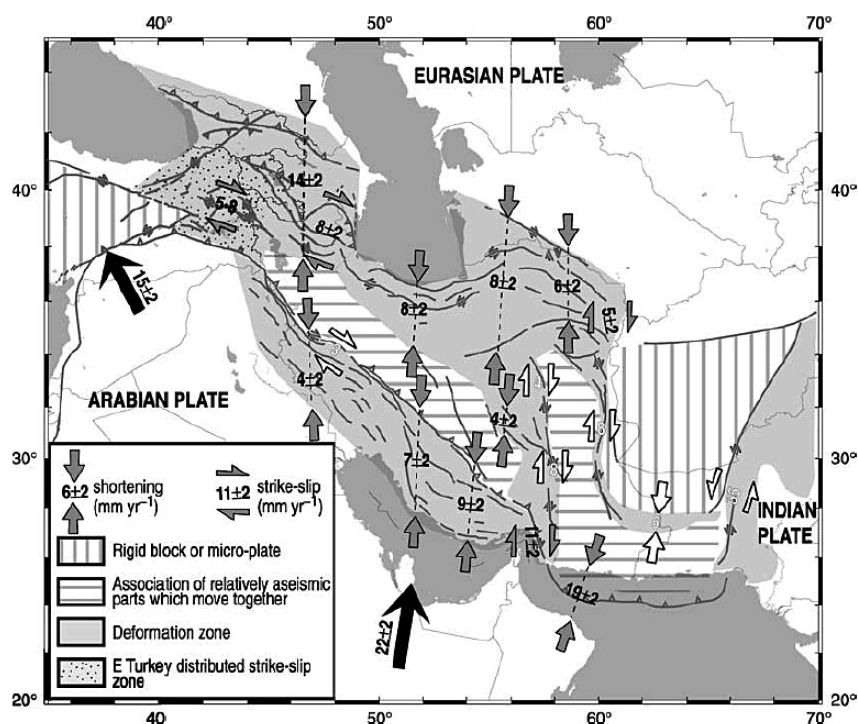 40° 50° 60° 70°
EURASIAN PLATE
40°
40°
14±2
5-8
8±2
15±2
8±2
8±2
6±2
5±2
4±2
ARABIAN PLATE
4±2
30°
30°
7±2
9±2
8
11±2
INDIAN
PLATE
19±2
22±2
6±2 shortening
(mm yr⁻¹)
11±2 strike-slip
(mm yr⁻¹)
Rigid block or micro-plate
Association of relatively aseismic
parts which move together
Deformation zone
E Turkey distributed strike-slip
zone
20°
20°
40 50° 60° 70°